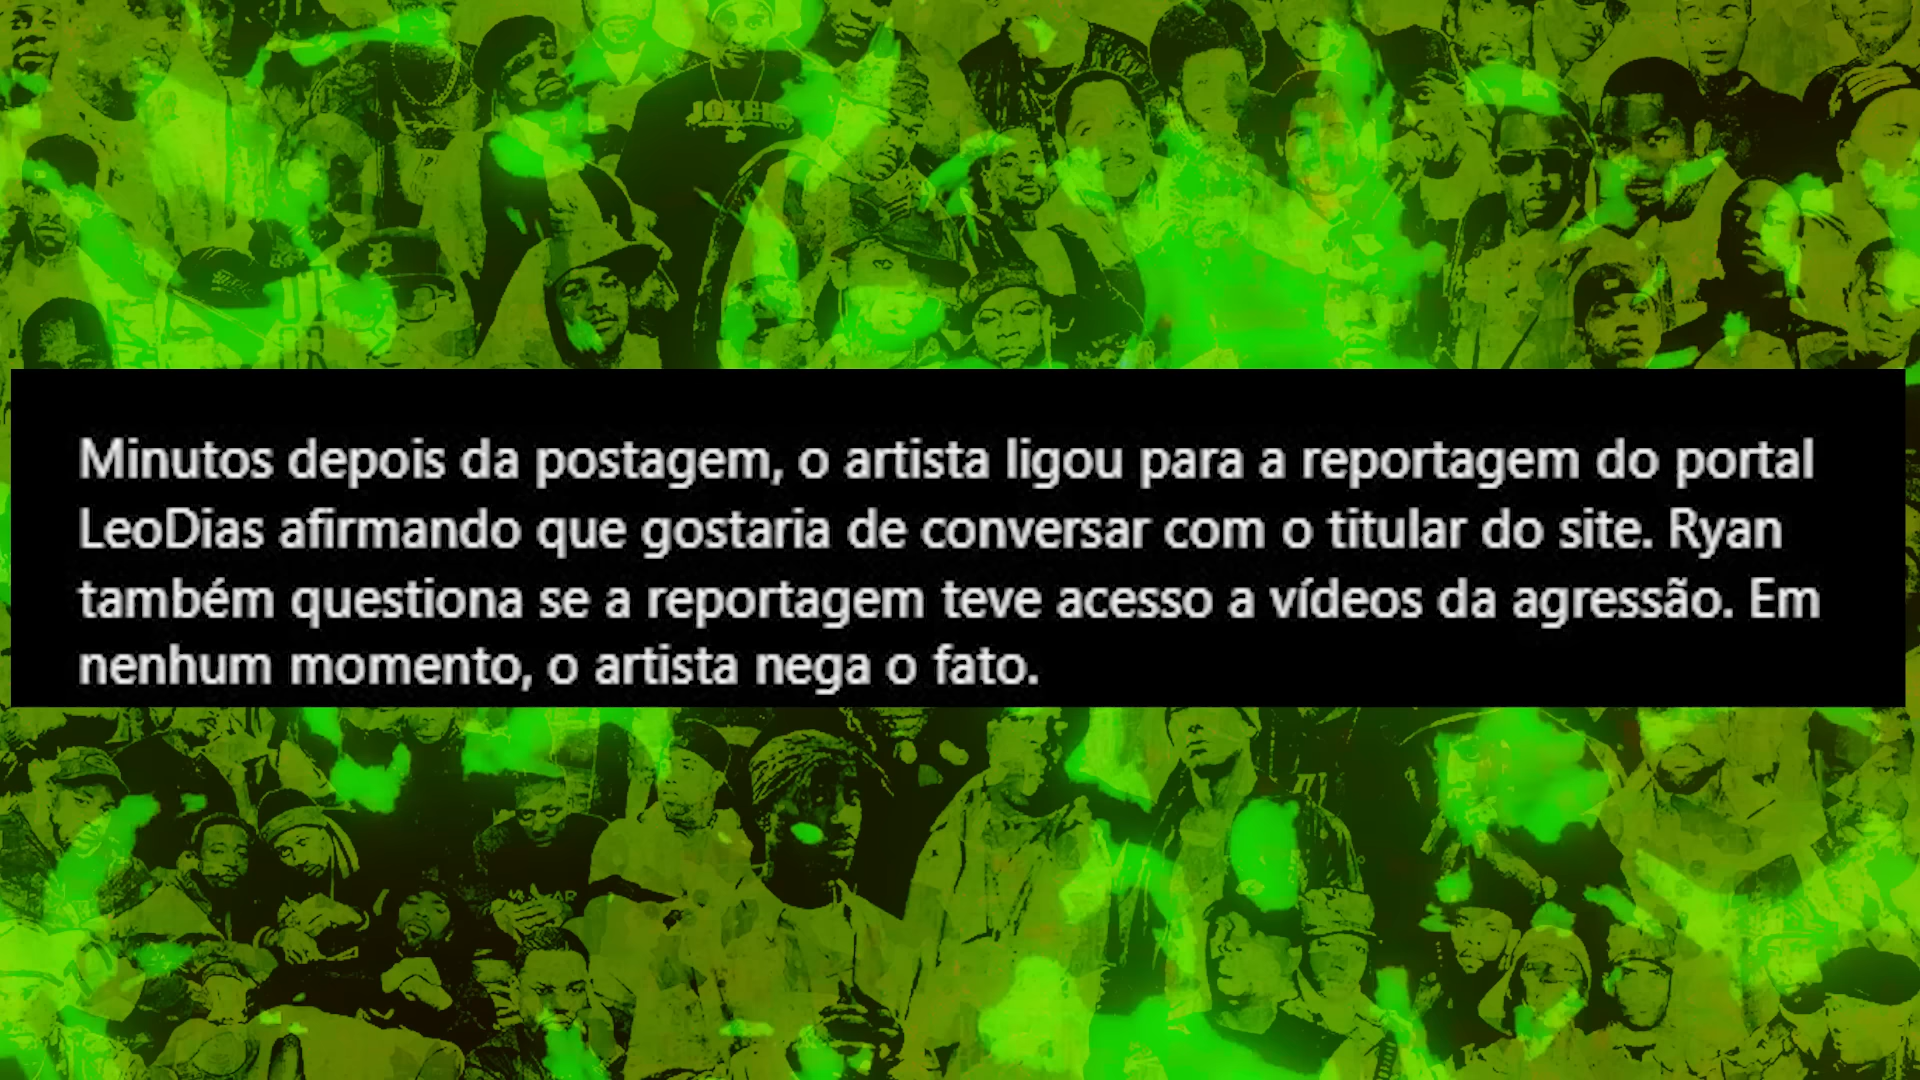 JOKER
Minutos depois da postagem, o artista ligou para a reportagem do portal
LeoDias afirmando que gostaria de conversar com o titular do site. Ryan
também questiona se a reportagem teve acesso a vídeos da agressão. Em
nenhum momento, o artista nega o fato.